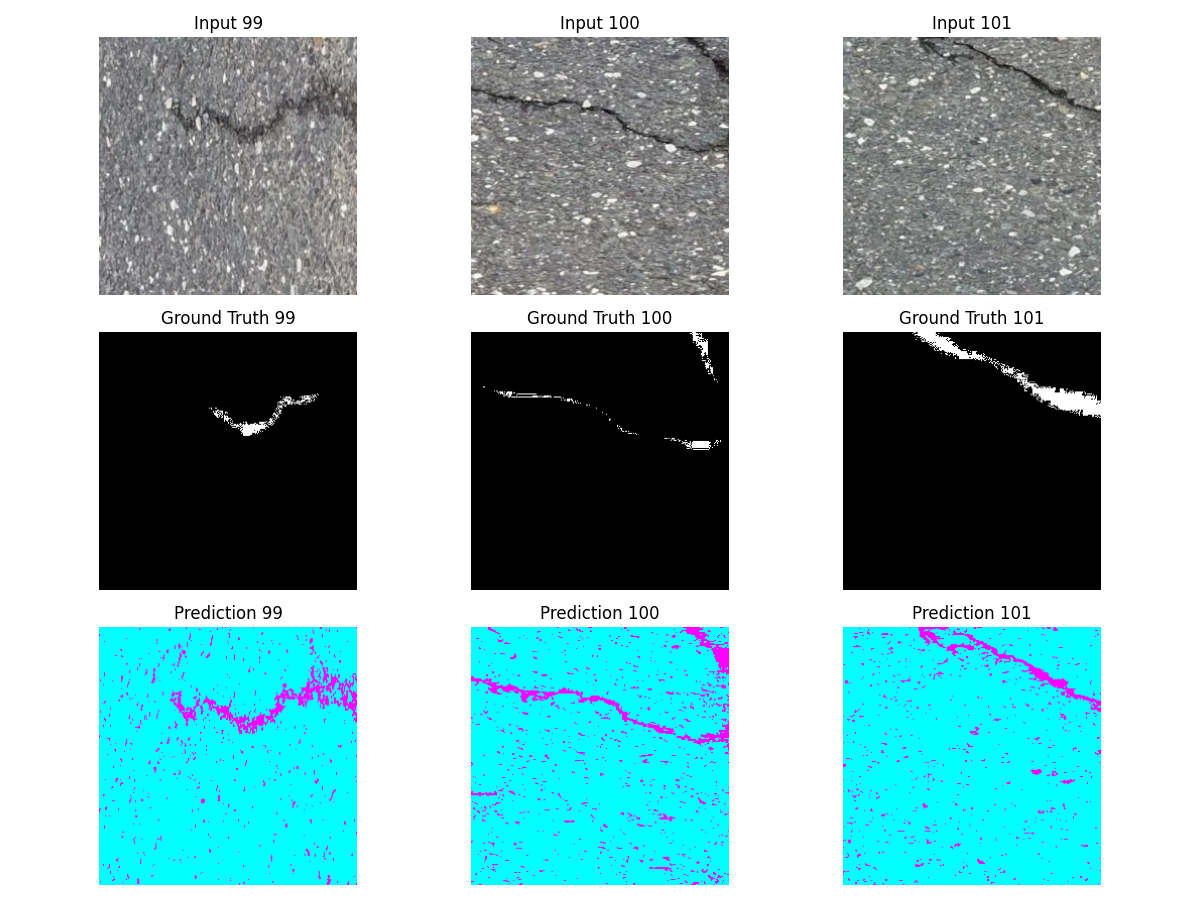 Input 99
Input 100
Input 101
Ground Truth 99
Ground Truth 100
Ground Truth 101
Prediction 99
Prediction 100
Prediction 101